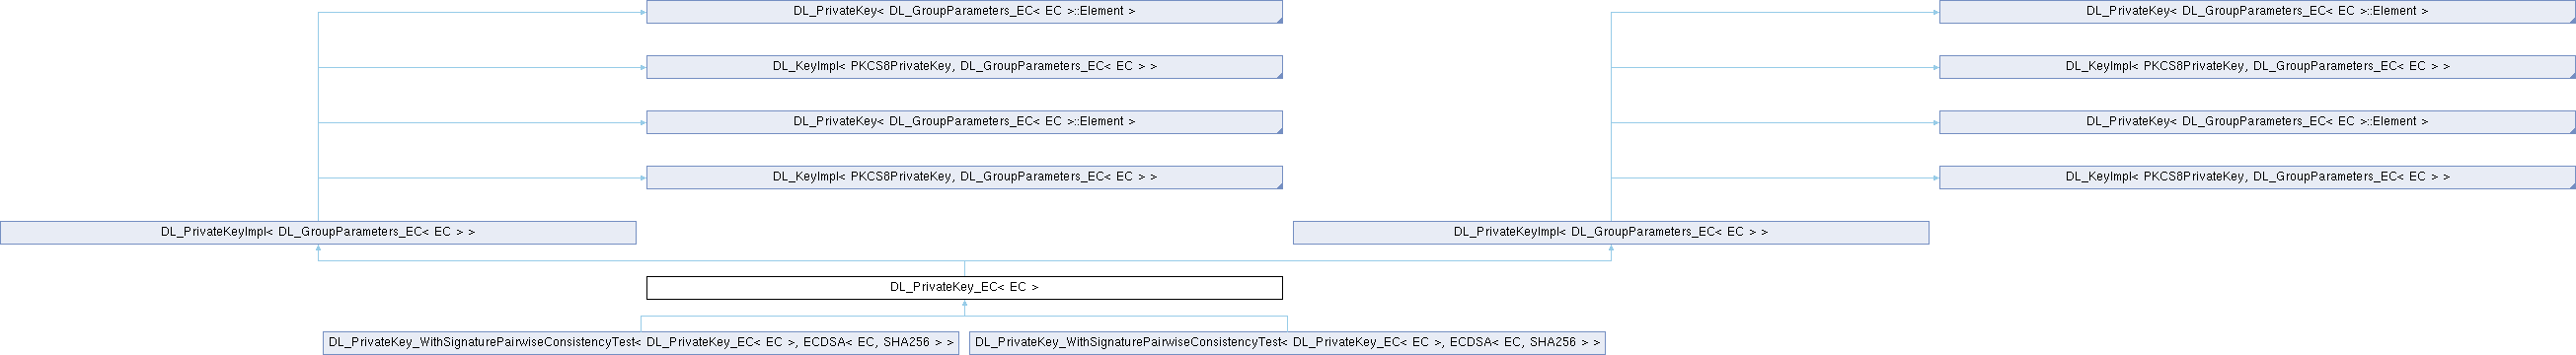 DL_PrivateKey< DL_GroupParameters_EC< EC >::Element >
DL_PrivateKey< DL_GroupParameters_EC< EC >::Element >
DL_KeyImpl< PKCS8PrivateKey, DL_GroupParameters_EC< EC > >
DL_KeyImpl< PKCS8PrivateKey, DL_GroupParameters_EC< EC > >
DL_PrivateKey< DL_GroupParameters_EC< EC >::Element >
DL_PrivateKey< DL_GroupParameters_EC< EC >::Element >
DL_KeyImpl< PKCS8PrivateKey, DL_GroupParameters_EC< EC > >
DL_KeyImpl< PKCS8PrivateKey, DL_GroupParameters_EC< EC > >
DL_PrivateKeyImpl< DL_GroupParameters_EC< EC > >
DL_PrivateKeyImpl< DL_GroupParameters_EC< EC > >
DL_PrivateKey_EC< EC >
DL_PrivateKey_WithSignaturePairwiseConsistencyTest< DL_PrivateKey_EC< EC >, ECDSA< EC, SHA256 > >
DL_PrivateKey_WithSignaturePairwiseConsistencyTest< DL_PrivateKey_EC< EC >, ECDSA< EC, SHA256 > >